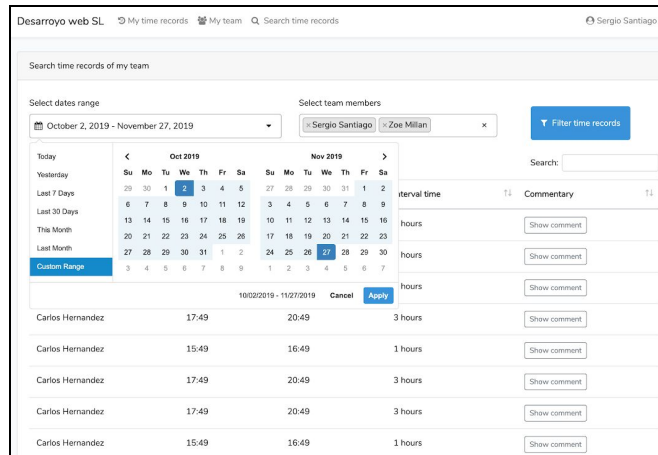 Desarroyo web SL My time records My team Search time records Sergio Santiago
Search time records of my team
Select dates range Select team members
October 2, 2019 - November 27, 2019 × Sergio Santiago × Zoe Millan × Filter time records
Search:
Today
Yesterday
Last 7 Days
Last 30 Days
This Month
Last Month
Custom Range
Oct 2019
Su Mo Tu We Th Fr Sa
29 30 1 2 3 4 5
6 7 8 9 10 11 12
13 14 15 16 17 18 19
20 21 22 23 24 25 26
27 28 29 30 31 1 2
3 4 5 6 7 8 9
Nov 2019
Su Mo Tu We Th Fr Sa
27 28 29 30 31 1 2
3 4 5 6 7 8 9
10 11 12 13 14 15 16
17 18 19 20 21 22 23
24 25 26 27 28 29 30
1 2 3 4 5 6 7
10/02/2019 - 11/27/2019 Cancel Apply
nterval time Commentary
hours Show comment
hours Show comment
hours Show comment
Carlos Hernandez 17:49 20:49 3 hours Show comment
Carlos Hernandez 15:49 16:49 1 hours Show comment
Carlos Hernandez 17:49 20:49 3 hours Show comment
Carlos Hernandez 17:49 20:49 3 hours Show comment
Carlos Hernandez 15:49 16:49 1 hours Show comment